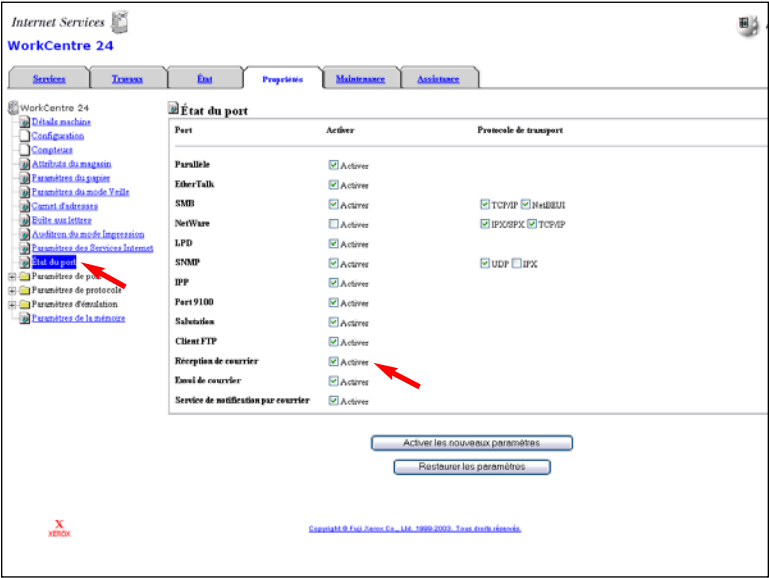 Internet Services
WorkCentre 24
Services Travaux État Propriétés Maintenance Assistance
WorkCentre 24
Détails machine
Configuration
Compteurs
Attributs du magasin
Paramètres du papier
Paramètres du mode Veille
Carnet d'adresses
Boîte aux lettres
Auditron du mode Impression
Paramètres des Services Internet
État du port
Paramètres de po
Paramètres de protocole
Paramètres d'émulation
Paramètres de la mémoire
État du port
Port Activer Protocole de transport
Parallèle Activer
EtherTalk Activer
SMB Activer TCP/IP NetBEUI
NetWare Activer IPX/SPX TCP/IP
LPD Activer
SNMP Activer UDP IPX
IPP Activer
Port 9100 Activer
Salutation Activer
Client FTP Activer
Réception de courrier Activer
Envoi de courrier Activer
Service de notification par courrier Activer
Activer les nouveaux paramètres
Restaurer les paramètres
X
XEROX
Copyright © Fuji Xerox Co., Ltd. 1999-2003. Tous droits réservés.